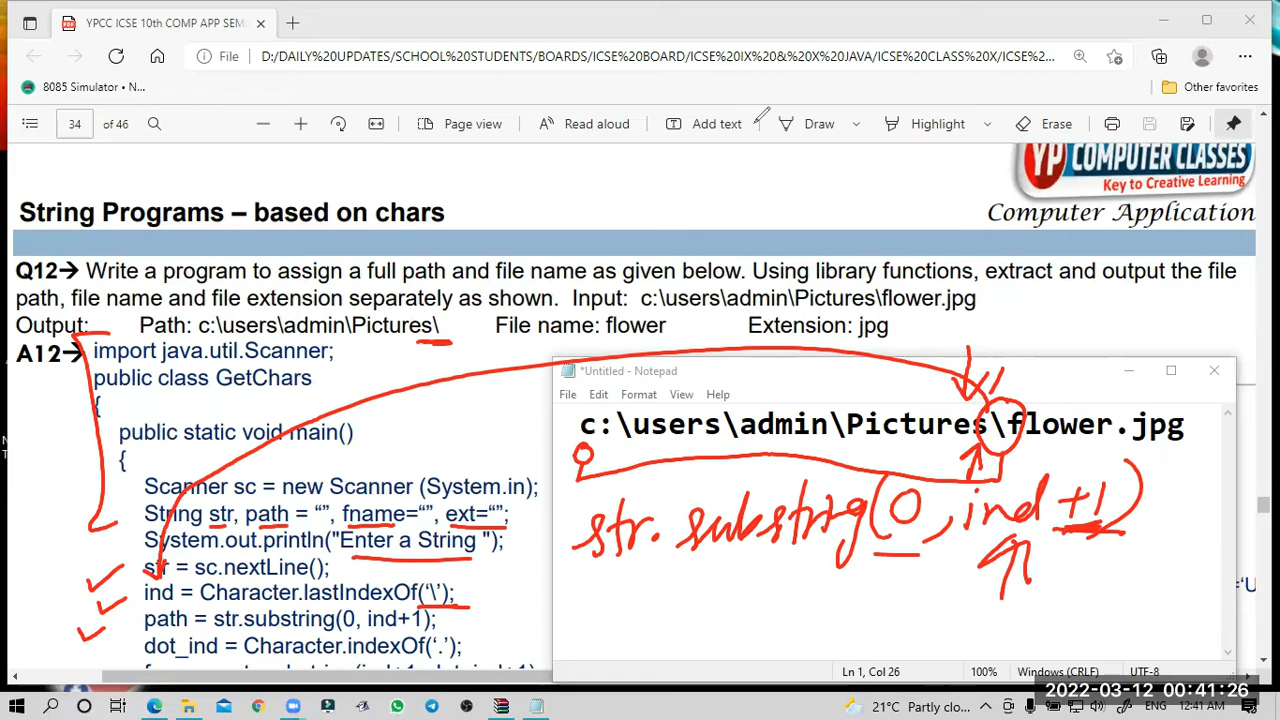 YPCC ICSE 10th COMP APP SEM
File
D:/DAILY%20UPDATES/SCHOOL%20STUDENTS/BOARDS/ICSE%20BOARD/ICSE%20IX%20&%20X%20JAVA/ICSE%20CLASS%20X/ICSE%2...
8085 Simulator • N...
Other favorites
34 of 46
Page view
Read aloud
Add text
Draw
Highlight
Erase
YP COMPUTER CLASSES
Key to Creative Learning
String Programs – based on chars
Computer Application
Q12→ Write a program to assign a full path and file name as given below. Using library functions, extract and output the file
path, file name and file extension separately as shown. Input: c:\users\admin\Pictures\flower.jpg
Output: Path: c:\users\admin\Pictures\ File name: flower Extension: jpg
A12→ import java.util.Scanner;
public class GetChars
{
public static void main()
{
Scanner sc = new Scanner (System.in);
String str, path = “”, fname=“”, ext=“”;
System.out.println("Enter a String ");
str = sc.nextLine();
ind = Character.lastIndexOf(‘\’);
path = str.substring(0, ind+1);
dot_ind = Character.indexOf(‘.’);
*Untitled - Notepad
File Edit Format View Help
c:\users\admin\Pictures\flower.jpg
str. substring(0, ind +1)
Ln 1, Col 26 100% Windows (CRLF) UTF-8
2022-03-12 00:41:26
21°C Partly clo...
12:41 AM